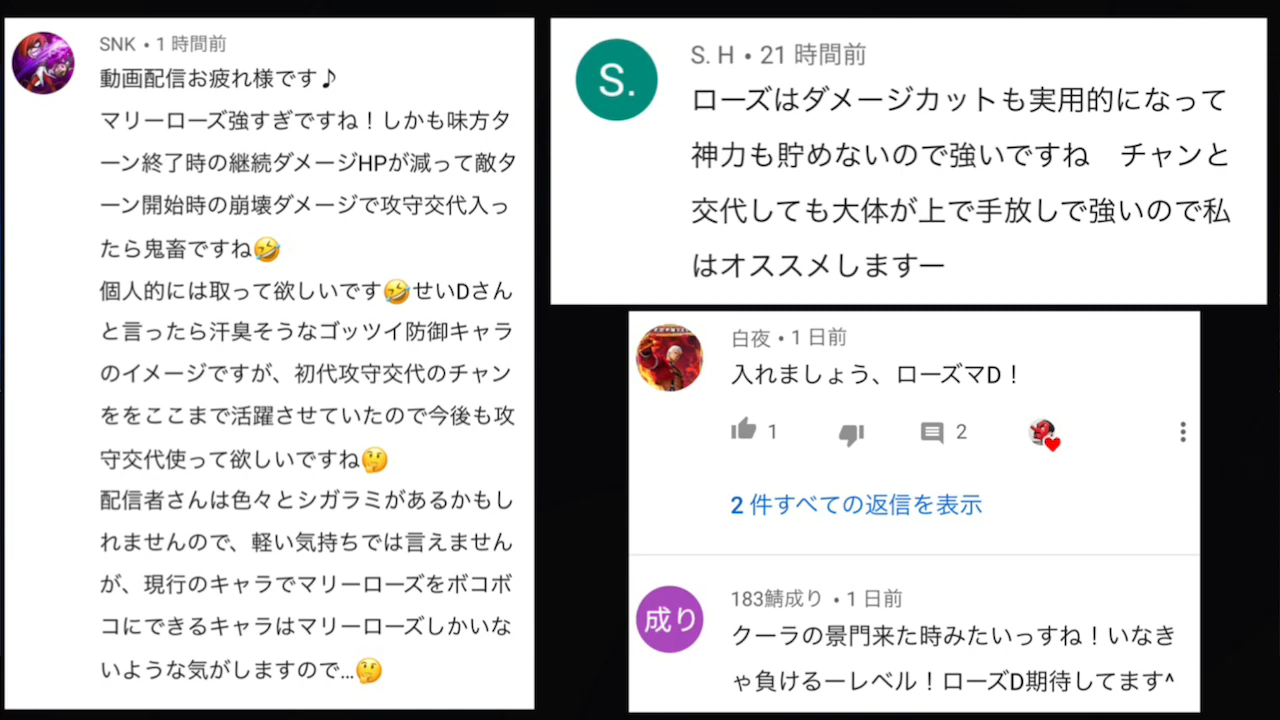 SNK • 1 時間前
動画配信お疲れ様です♪
マリーローズ強すぎですね！しかも味方タ
ーン終了時の継続ダメージHPが減って敵タ
ーン開始時の崩壊ダメージで攻守交代入っ
たら鬼畜ですね🤣
個人的には取って欲しいです🤣せいDさん
と言ったら汗臭そうなゴッツイ防御キャラ
のイメージですが、初代攻守交代のチャン
ををここまで活躍させていたので今後も攻
守交代使って欲しいですね🤔
配信者さんは色々とシガラミがあるかもし
れませんので、軽い気持ちでは言えません
が、現行のキャラでマリーローズをボコボ
コにできるキャラはマリーローズしかいな
いような気がしますので…🤔
S.
S. H • 21 時間前
ローズはダメージカットも実用的になって
神力も貯めないので強いですね　チャンと
交代しても大体が上で手放しで強いので私
はオススメしますー
白夜 • 1 日前
入れましょう、ローズマD！
1
2
2 件すべての返信を表示
成り
183鯖成り • 1 日前
クーラの景門来た時みたいっすね！いなき
ゃ負けるーレベル！ローズD期待してます^